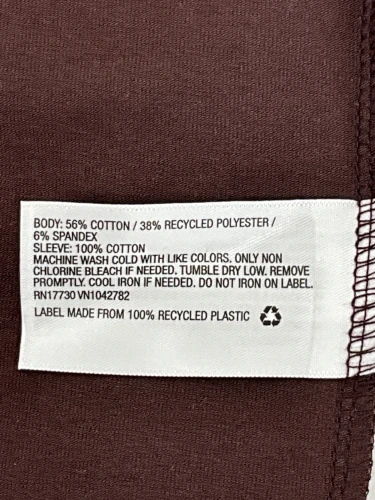 BODY: 56% COTTON / 38% RECYCLED POLYESTER /
6% SPANDEX
SLEEVE: 100% COTTON
MACHINE WASH COLD WITH LIKE COLORS. ONLY NON
CHLORINE BLEACH IF NEEDED. TUMBLE DRY LOW. REMOVE
PROMPTLY. COOL IRON IF NEEDED. DO NOT IRON ON LABEL.
RN17730 VN1042782
LABEL MADE FROM 100% RECYCLED PLASTIC